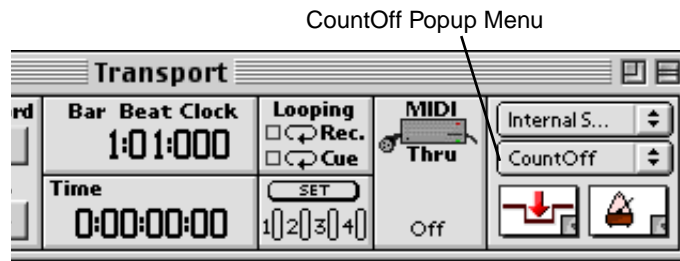 CountOff Popup Menu
Transport
rd
Bar Beat Clock
1:01:000
Time
0:00:00:00
Looping
Rec.
Cue
SET
1 2 3 4
MIDI
Thru
Off
Internal S...
CountOff